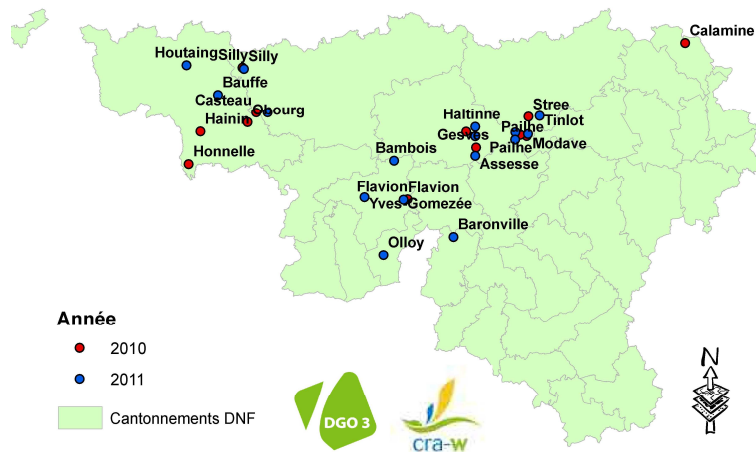 Calamine
Houtaing
Silly
Silly
Bauffe
Casteau
Obourg
Hainin
Honnelle
Stree
Tinlot
Haltinne
Pailhe
Gesves
Pailhe
Modave
Bambois
Assesse
Flavion
Flavion
Yves Gomezée
Baronville
Olloy
Année
2010
2011
Cantonnements DNF
DGO 3
cra-w
N